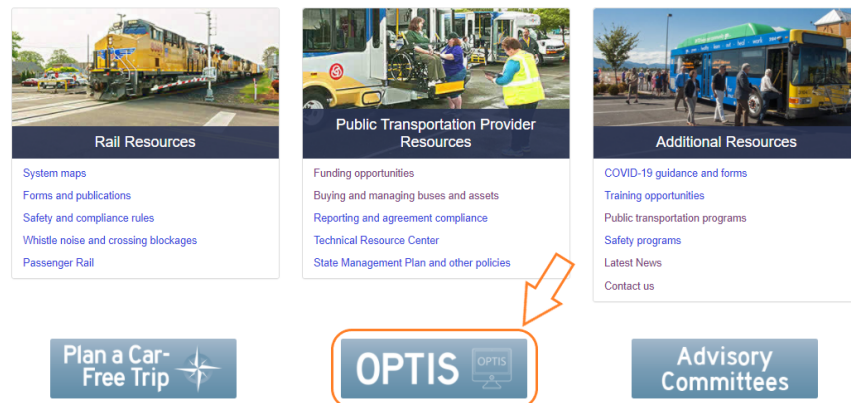 Rail Resources
System maps
Forms and publications
Safety and compliance rules
Whistle noise and crossing blockages
Passenger Rail
Public Transportation Provider
Resources
Funding opportunities
Buying and managing buses and assets
Reporting and agreement compliance
Technical Resource Center
State Management Plan and other policies
Additional Resources
COVID-19 guidance and forms
Training opportunities
Public transportation programs
Safety programs
Latest News
Contact us
Plan a Car-
Free Trip
OPTIS
OPTIS
Advisory
Committees